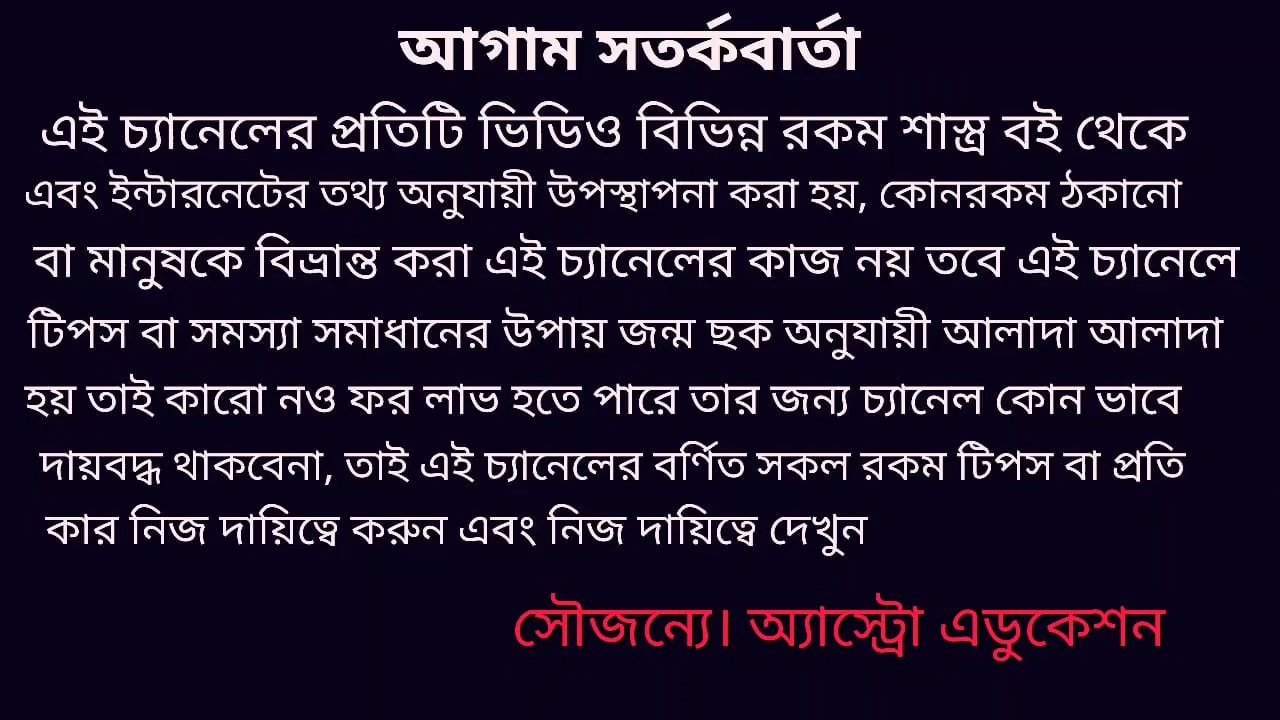 আগাম সতর্কবার্তা
এই চ্যানেলের প্রতিটি ভিডিও বিভিন্ন রকম শাস্ত্র বই থেকে
এবং ইন্টারনেটের তথ্য অনুযায়ী উপস্থাপনা করা হয়, কোনরকম ঠকানো
বা মানুষকে বিভ্রান্ত করা এই চ্যানেলের কাজ নয় তবে এই চ্যানেলে
টিপস বা সমস্যা সমাধানের উপায় জন্ম ছক অনুযায়ী আলাদা আলাদা
হয় তাই কারো নও ফর লাভ হতে পারে তার জন্য চ্যানেল কোন ভাবে
দায়বদ্ধ থাকবেনা, তাই এই চ্যানেলের বর্ণিত সকল রকম টিপস বা প্রতি
কার নিজ দায়িত্বে করুন এবং নিজ দায়িত্বে দেখুন
সৌজন্যে। অ্যাস্ট্রো এডুকেশন